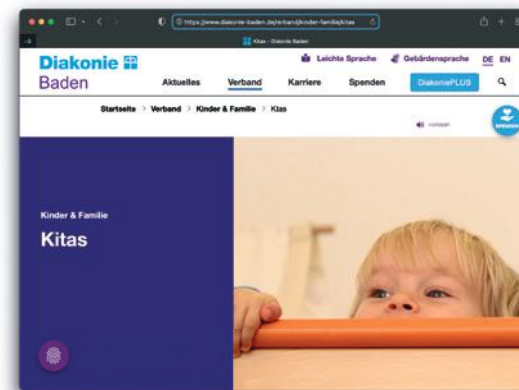 https://www.diakonie-baden.de/verband/kinder-familie/kitas
Kitas - Diakonie Baden
Diakonie
Baden
Leichte Sprache
Gebärdensprache
DE EN
Aktuelles
Verband
Karriere
Spenden
DiakoniePLUS
Startseite > Verband > Kinder & Familie > Kitas
vorlesen
SPENDEN
Kinder & Familie
Kitas